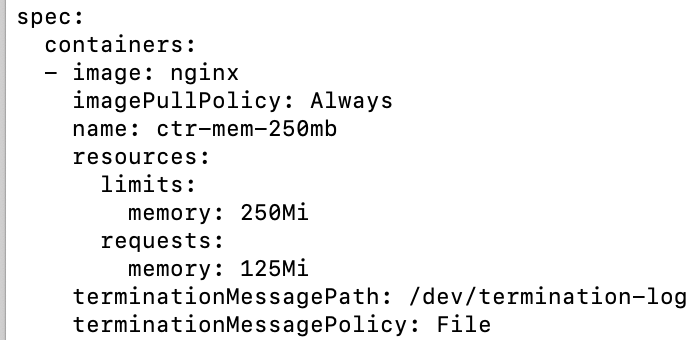 spec:
  containers:
  - image: nginx
    imagePullPolicy: Always
    name: ctr-mem-250mb
    resources:
      limits:
        memory: 250Mi
      requests:
        memory: 125Mi
    terminationMessagePath: /dev/termination-log
    terminationMessagePolicy: File